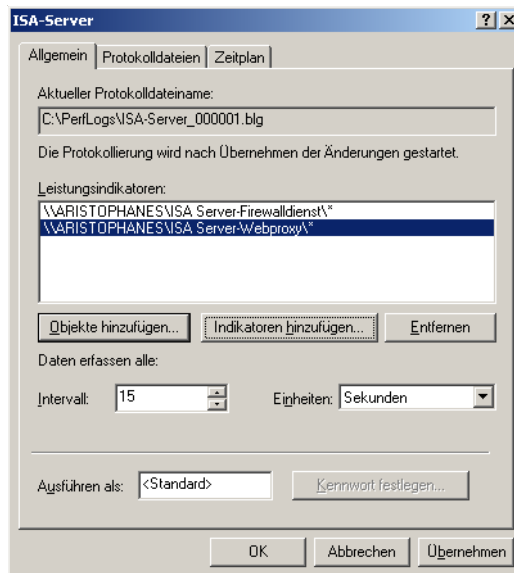 ISA-Server
Allgemein Protokolldateien Zeitplan
Aktueller Protokolldateiname:
C:\PerfLogs\ISA-Server_000001.blg
Die Protokollierung wird nach Übernehmen der Änderungen gestartet.
Leistungsindikatoren:
\\ARISTOPHANES\ISA Server-Firewalldienst\*
\\ARISTOPHANES\ISA Server-Webproxy\*
Objekte hinzufügen... Indikatoren hinzufügen... Entfernen
Daten erfassen alle:
Intervall: 15 Einheiten: Sekunden
Ausführen als: <Standard> Kennwort festlegen...
OK Abbrechen Übernehmen